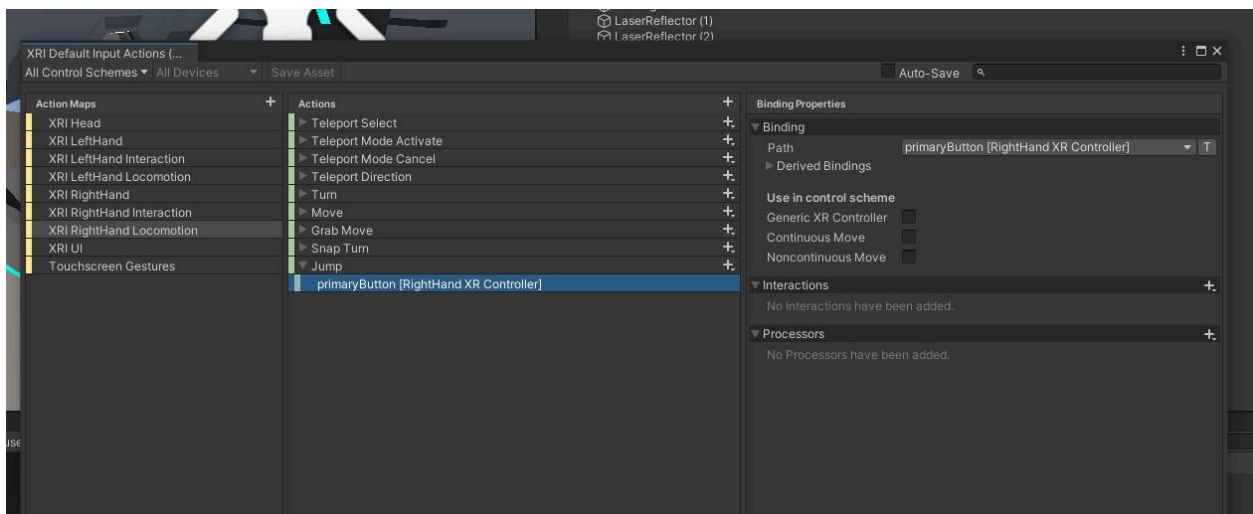 LaserReflector (1)
LaserReflector (2)
XRI Default Input Actions (...
All Control Schemes All Devices Save Asset Auto-Save
Action Maps
XRI Head
XRI LeftHand
XRI LeftHand Interaction
XRI LeftHand Locomotion
XRI RightHand
XRI RightHand Interaction
XRI RightHand Locomotion
XRI UI
Touchscreen Gestures
Actions
Teleport Select
Teleport Mode Activate
Teleport Mode Cancel
Teleport Direction
Turn
Move
Grab Move
Snap Turn
Jump
primaryButton [RightHand XR Controller]
Binding Properties
Binding
Path primaryButton [RightHand XR Controller] T
Derived Bindings
Use in control scheme
Generic XR Controller
Continuous Move
Noncontinuous Move
Interactions
No Interactions have been added.
Processors
No Processors have been added.